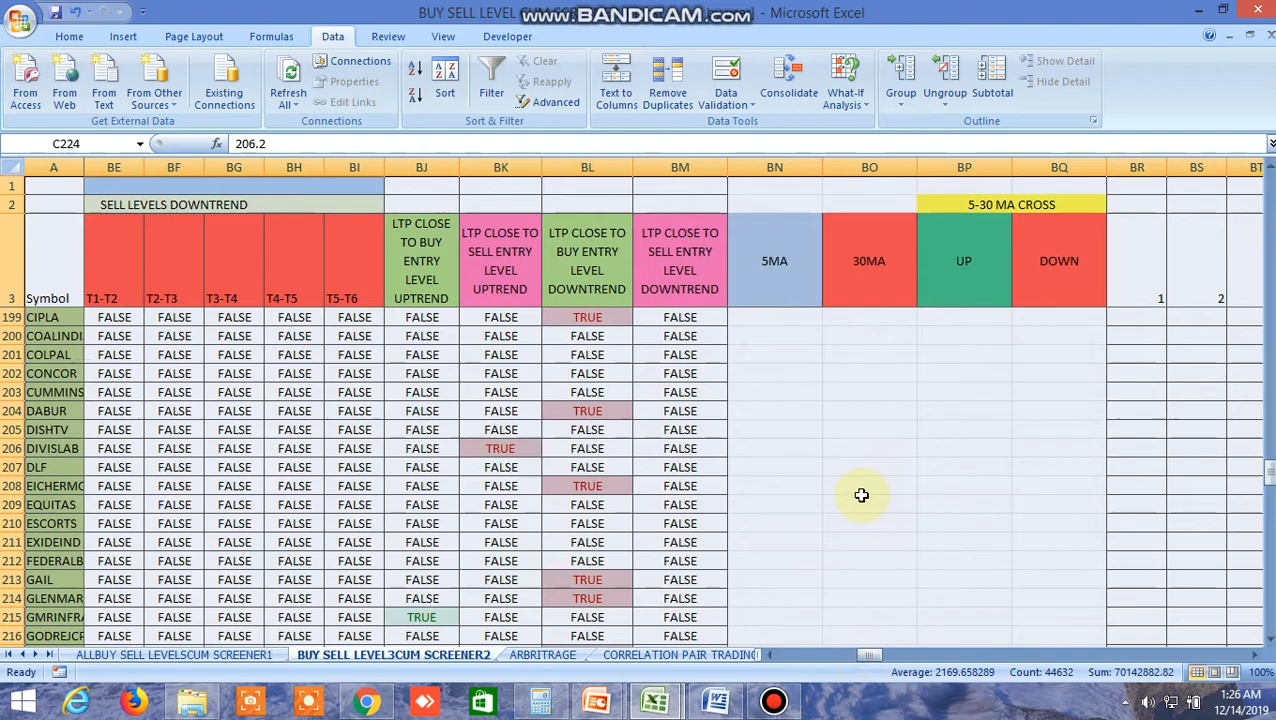 BUY SELL LEVEL CUM SCREENER
www.BANDICAM.com
- Microsoft Excel
Home Insert Page Layout Formulas Data Review View Developer
From Access
From Web
From Text
From Other Sources
Existing Connections
Get External Data
Refresh All
Connections
Properties
Edit Links
Connections
Sort
Filter
Clear
Reapply
Advanced
Sort & Filter
Text to Columns
Remove Duplicates
Data Validation
Consolidate
What-If Analysis
Data Tools
Group
Ungroup
Subtotal
Show Detail
Hide Detail
Outline
C224 fx 206.2
A BE BF BG BH BI BJ BK BL BM BN BO BP BQ BR BS BT
1
2 SELL LEVELS DOWNTREND 5-30 MA CROSS
3 Symbol T1-T2 T2-T3 T3-T4 T4-T5 T5-T6 LTP CLOSE TO BUY ENTRY LEVEL UPTREND LTP CLOSE TO SELL ENTRY LEVEL UPTREND LTP CLOSE TO BUY ENTRY LEVEL DOWNTREND LTP CLOSE TO SELL ENTRY LEVEL DOWNTREND 5MA 30MA UP DOWN 1 2
199 CIPLA FALSE FALSE FALSE FALSE FALSE FALSE FALSE TRUE FALSE
200 COALINDI FALSE FALSE FALSE FALSE FALSE FALSE FALSE FALSE FALSE
201 COLPAL FALSE FALSE FALSE FALSE FALSE FALSE FALSE FALSE FALSE
202 CONCOR FALSE FALSE FALSE FALSE FALSE FALSE FALSE FALSE FALSE
203 CUMMINS FALSE FALSE FALSE FALSE FALSE FALSE FALSE FALSE FALSE
204 DABUR FALSE FALSE FALSE FALSE FALSE FALSE FALSE TRUE FALSE
205 DISHTV FALSE FALSE FALSE FALSE FALSE FALSE FALSE FALSE FALSE
206 DIVISLAB FALSE FALSE FALSE FALSE FALSE FALSE TRUE FALSE FALSE
207 DLF FALSE FALSE FALSE FALSE FALSE FALSE FALSE FALSE FALSE
208 EICHERMO FALSE FALSE FALSE FALSE FALSE FALSE FALSE TRUE FALSE
209 EQUITAS FALSE FALSE FALSE FALSE FALSE FALSE FALSE FALSE FALSE
210 ESCORTS FALSE FALSE FALSE FALSE FALSE FALSE FALSE FALSE FALSE
211 EXIDEIND FALSE FALSE FALSE FALSE FALSE FALSE FALSE FALSE FALSE
212 FEDERALB FALSE FALSE FALSE FALSE FALSE FALSE FALSE FALSE FALSE
213 GAIL FALSE FALSE FALSE FALSE FALSE FALSE FALSE TRUE FALSE
214 GLENMAR FALSE FALSE FALSE FALSE FALSE FALSE FALSE TRUE FALSE
215 GMRINFRA FALSE FALSE FALSE FALSE FALSE TRUE FALSE FALSE FALSE
216 GODREJCP FALSE FALSE FALSE FALSE FALSE FALSE FALSE FALSE FALSE
ALLBUY SELL LEVELSCUM SCREENER1 BUY SELL LEVEL3CUM SCREENER2 ARBITRAGE CORRELATION PAIR TRADING
Ready Average: 2169.658289 Count: 44632 Sum: 70142882.82 100%
1:26 AM
12/14/2019